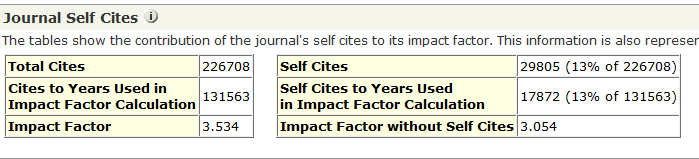 Journal Self Cites i
The tables show the contribution of the journal's self cites to its impact factor. This information is also represen
Total Cites 226708
Cites to Years Used in
Impact Factor Calculation 131563
Impact Factor 3.534
Self Cites 29805 (13% of 226708)
Self Cites to Years Used
in Impact Factor Calculation 17872 (13% of 131563)
Impact Factor without Self Cites 3.054